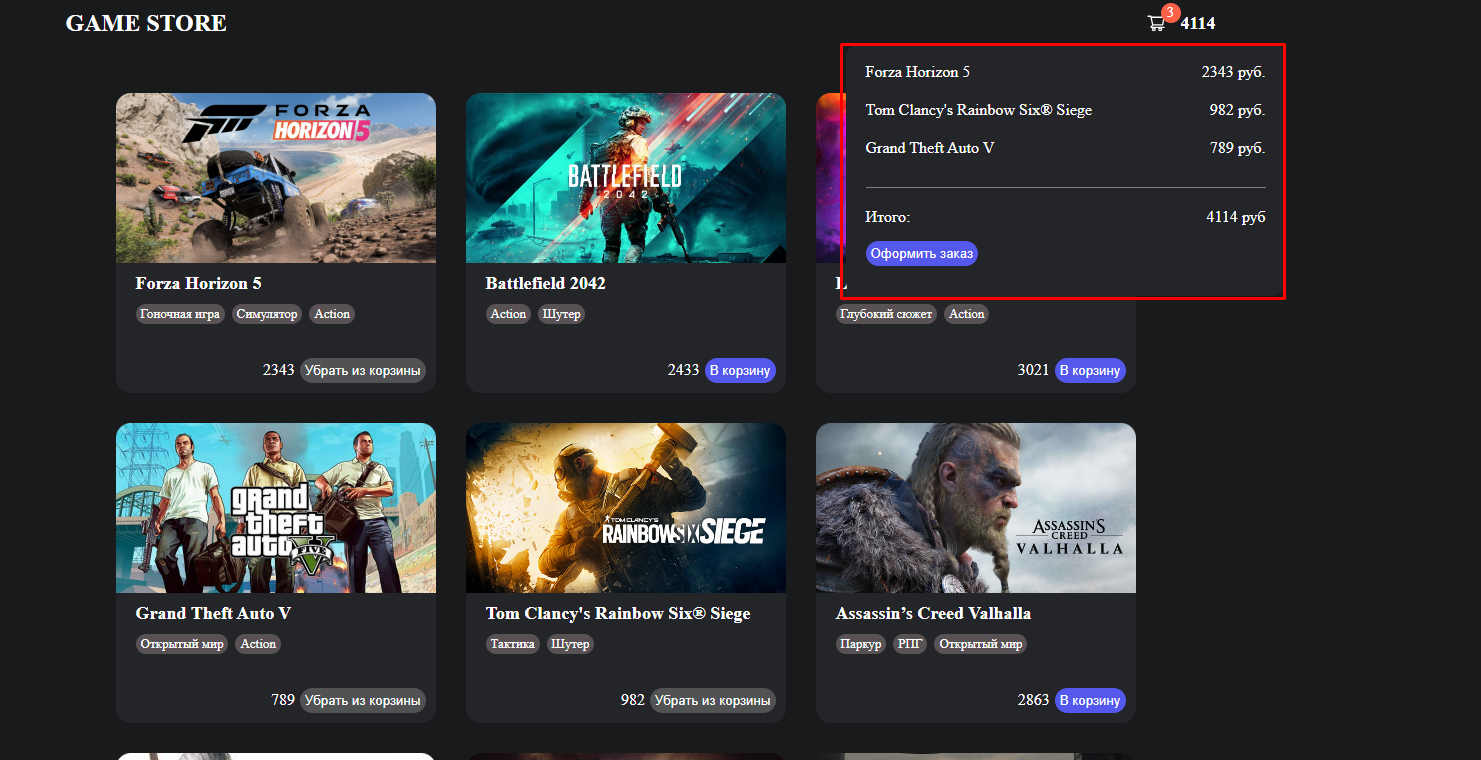 GAME STORE
3
4114
Forza Horizon 5 2343 руб.
Tom Clancy's Rainbow Six® Siege 982 руб.
Grand Theft Auto V 789 руб.
Итого: 4114 руб
Оформить заказ
FORZA
HORIZON 5
Forza Horizon 5
Гоночная игра Симулятор Action
2343 Убрать из корзины
BATTLEFIELD
2042
Battlefield 2042
Action Шутер
2433 В корзину
Глубокий сюжет Action
3021 В корзину
grand
theft
auto V
FIVE
Grand Theft Auto V
Открытый мир Action
789 Убрать из корзины
TOM CLANCY'S
RAINBOW SIX SIEGE
Tom Clancy's Rainbow Six® Siege
Тактика Шутер
982 Убрать из корзины
ASSASSIN'S
CREED
VALHALLA
Assassin’s Creed Valhalla
Паркур РПГ Открытый мир
2863 В корзину